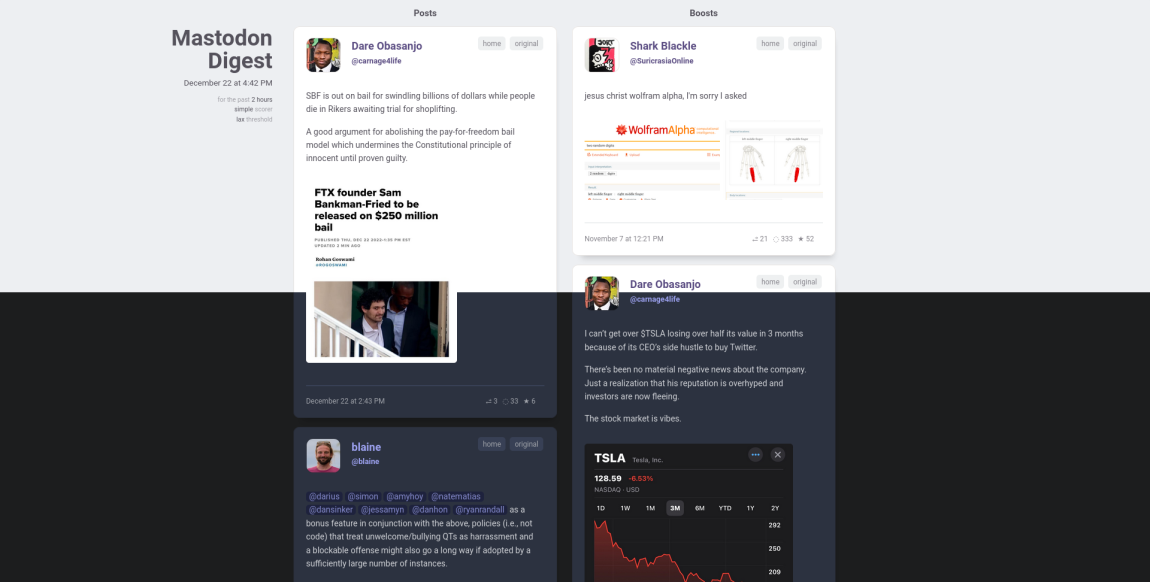 Mastodon
Digest
December 22 at 4:42 PM
for the past 2 hours
simple scorer
lax threshold
Posts
Dare Obasanjo
@carnage4life
home
original
SBF is out on bail for swindling billions of dollars while people
die in Rikers awaiting trial for shoplifting.
A good argument for abolishing the pay-for-freedom bail
model which undermines the Constitutional principle of
innocent until proven guilty.
FTX founder Sam
Bankman-Fried to be
released on $250 million
bail
PUBLISHED THU, DEC 22 2022•1:35 PM EST
UPDATED 2 MIN AGO
Rohan Goswami
@ROGOSWAMI
December 22 at 2:43 PM
3
33
6
blaine
@blaine
home
original
@darius @simon @amyhoy @natematias
@dansinker @jessamyn @danhon @ryanrandall as a
bonus feature in conjunction with the above, policies (i.e., not
code) that treat unwelcome/bullying QTs as harrassment and
a blockable offense might also go a long way if adopted by a
sufficiently large number of instances.
Boosts
Shark Blackle
@SuricrasiaOnline
home
original
jesus christ wolfram alpha, I'm sorry I asked
WolframAlpha
November 7 at 12:21 PM
21
333
52
Dare Obasanjo
@carnage4life
home
original
I can't get over $TSLA losing over half its value in 3 months
because of its CEO's side hustle to buy Twitter.
There's been no material negative news about the company.
Just a realization that his reputation is overhyped and
investors are now fleeing.
The stock market is vibes.
TSLA Tesla, Inc.
128.59 -6.53%
NASDAQ · USD
1D 1W 1M 3M 6M YTD 1Y 2Y
292
250
209